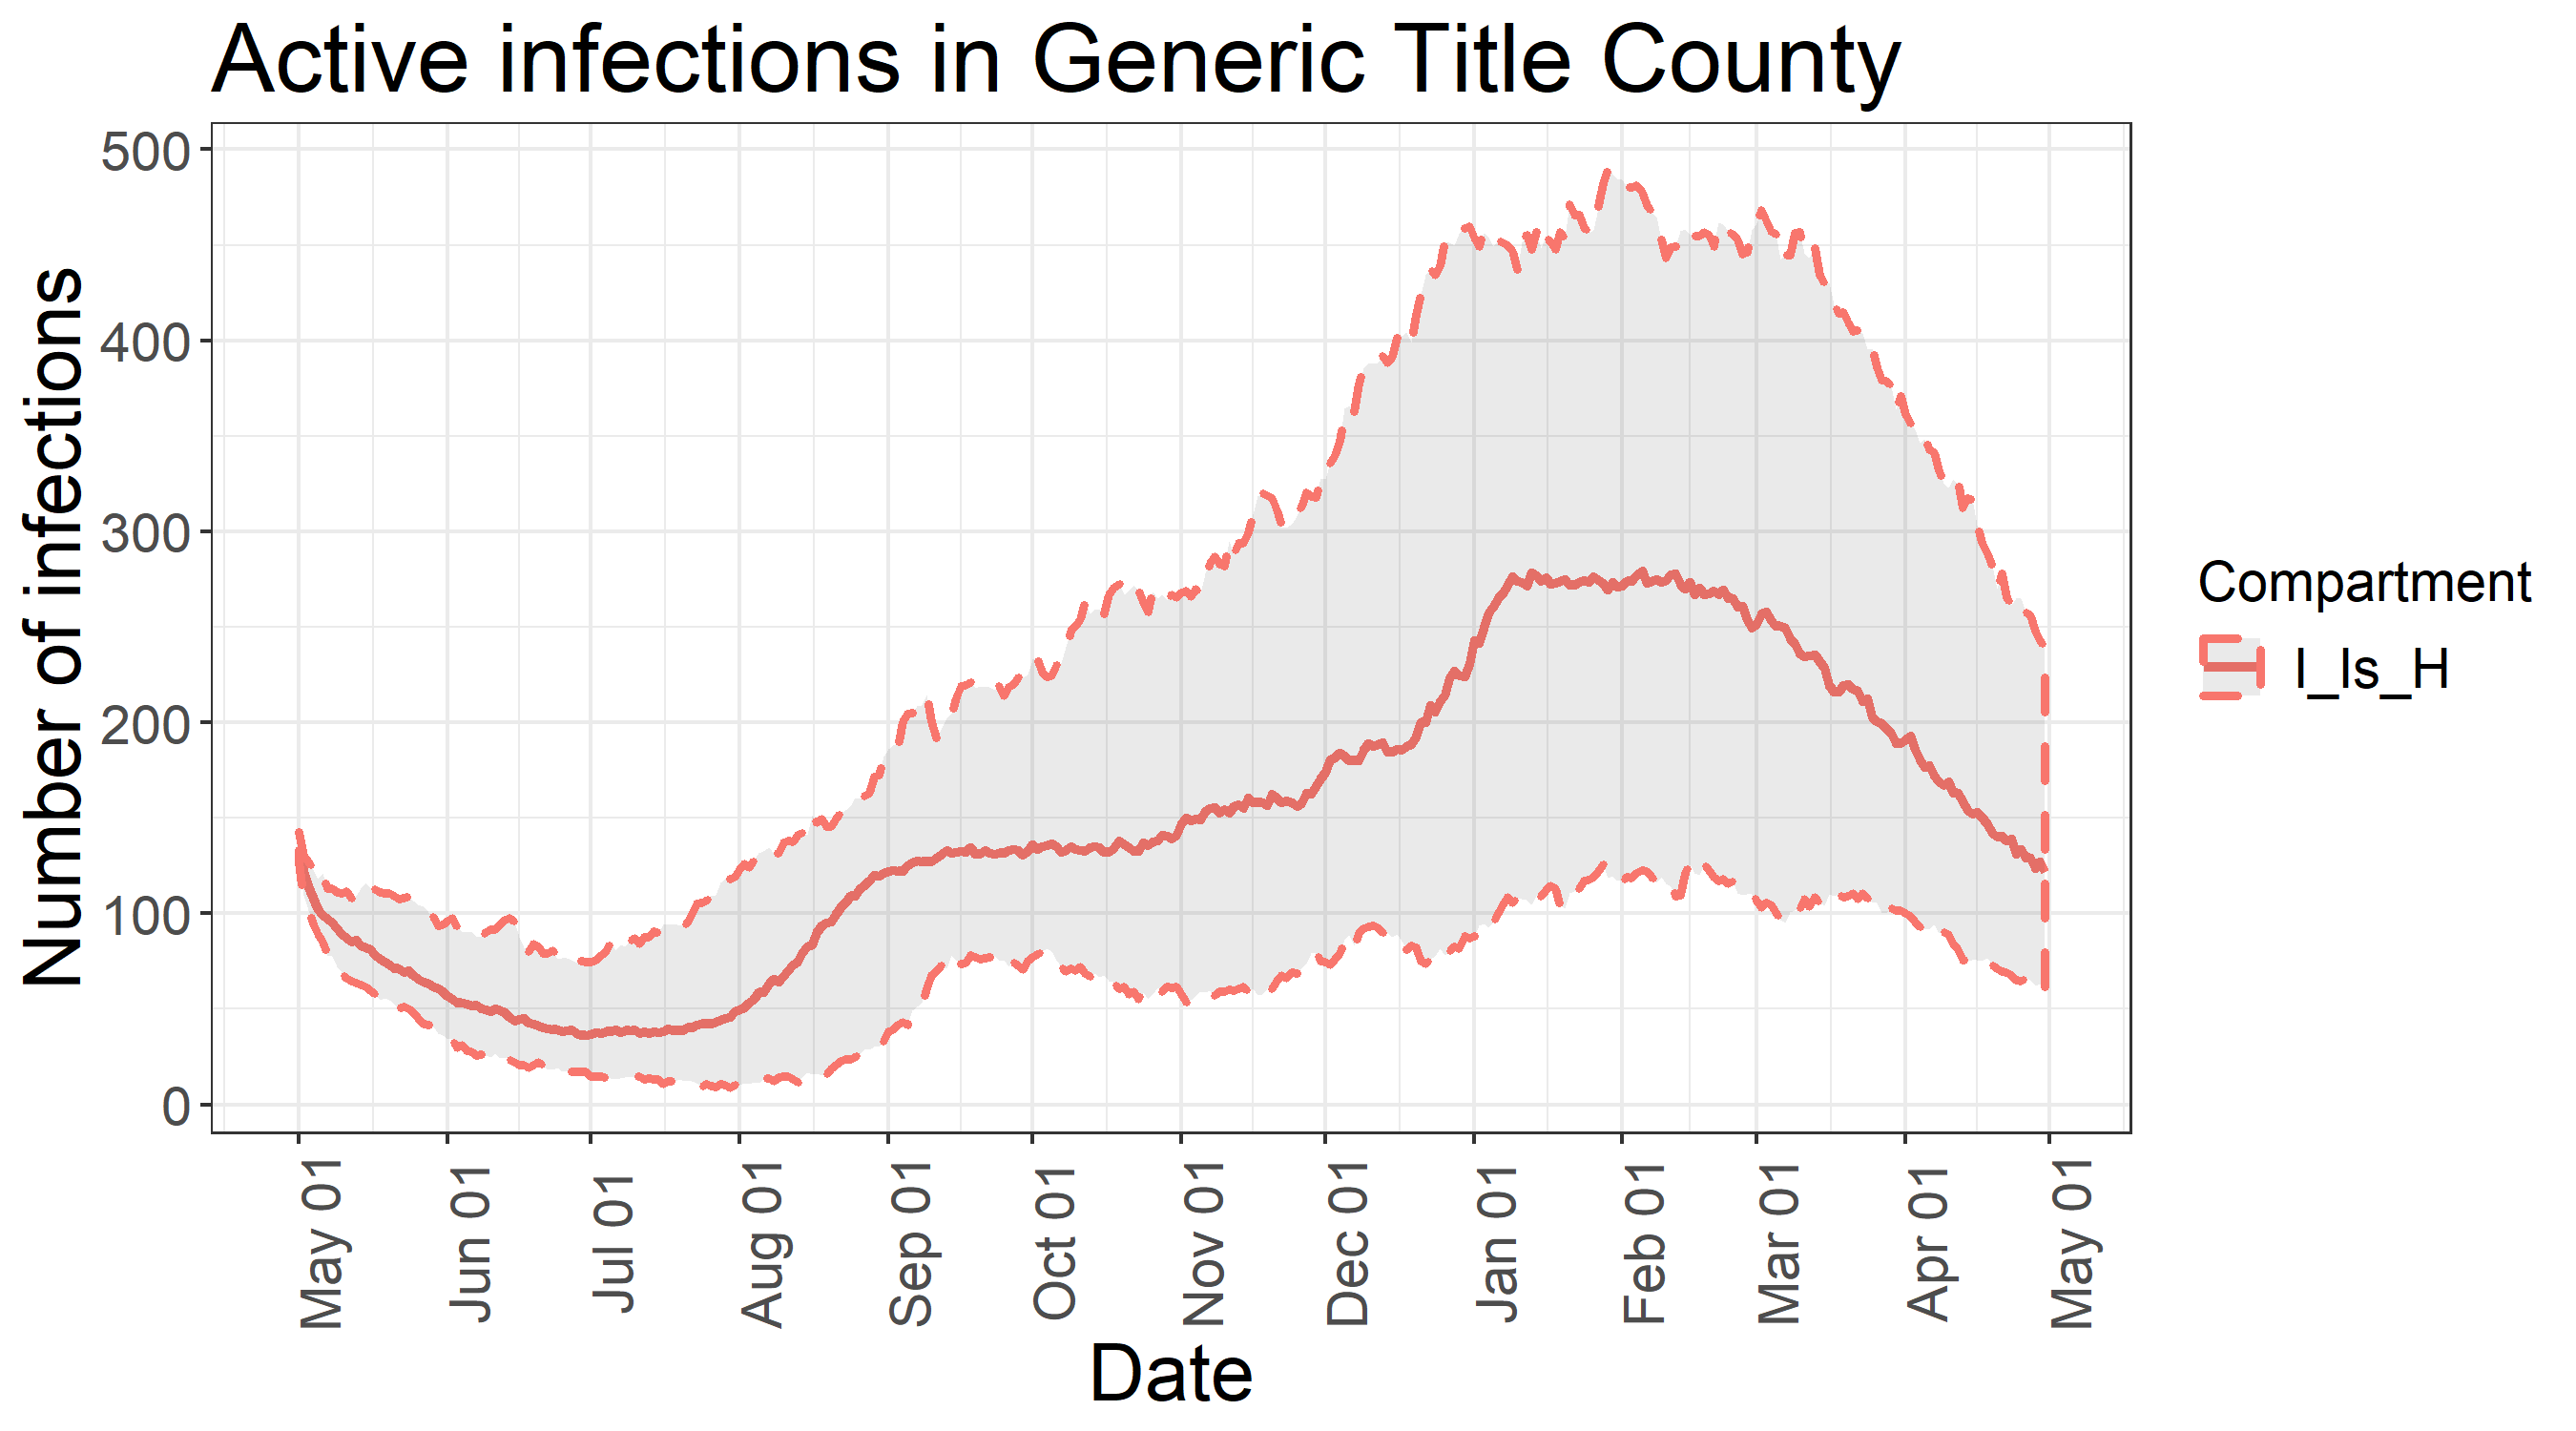 Active infections in Generic Title County
Number of infections
500
400
300
200
100
0
May 01
Jun 01
Jul 01
Aug 01
Sep 01
Oct 01
Nov 01
Dec 01
Jan 01
Feb 01
Mar 01
Apr 01
May 01
Date
Compartment
I_Is_H